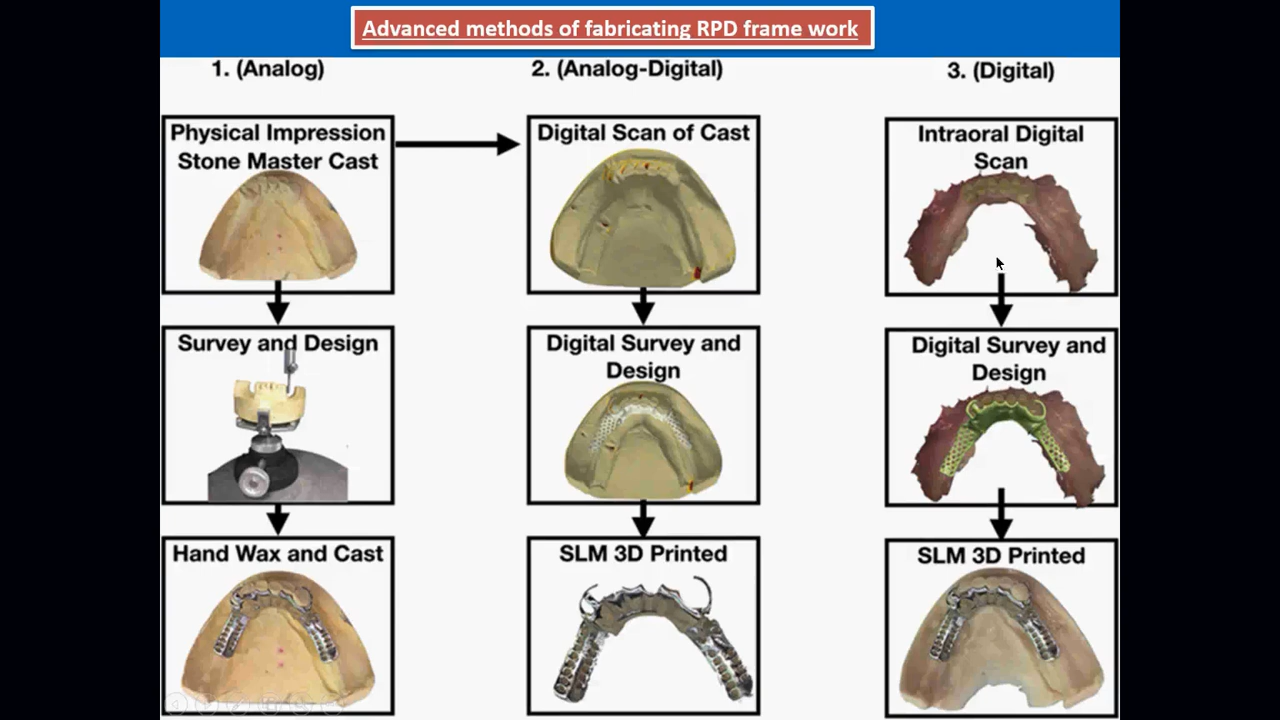 Advanced methods of fabricating RPD frame work
1. (Analog)
2. (Analog-Digital)
3. (Digital)
Physical Impression
Stone Master Cast
Digital Scan of Cast
Intraoral Digital
Scan
Survey and Design
Digital Survey and
Design
Digital Survey and
Design
Hand Wax and Cast
SLM 3D Printed
SLM 3D Printed